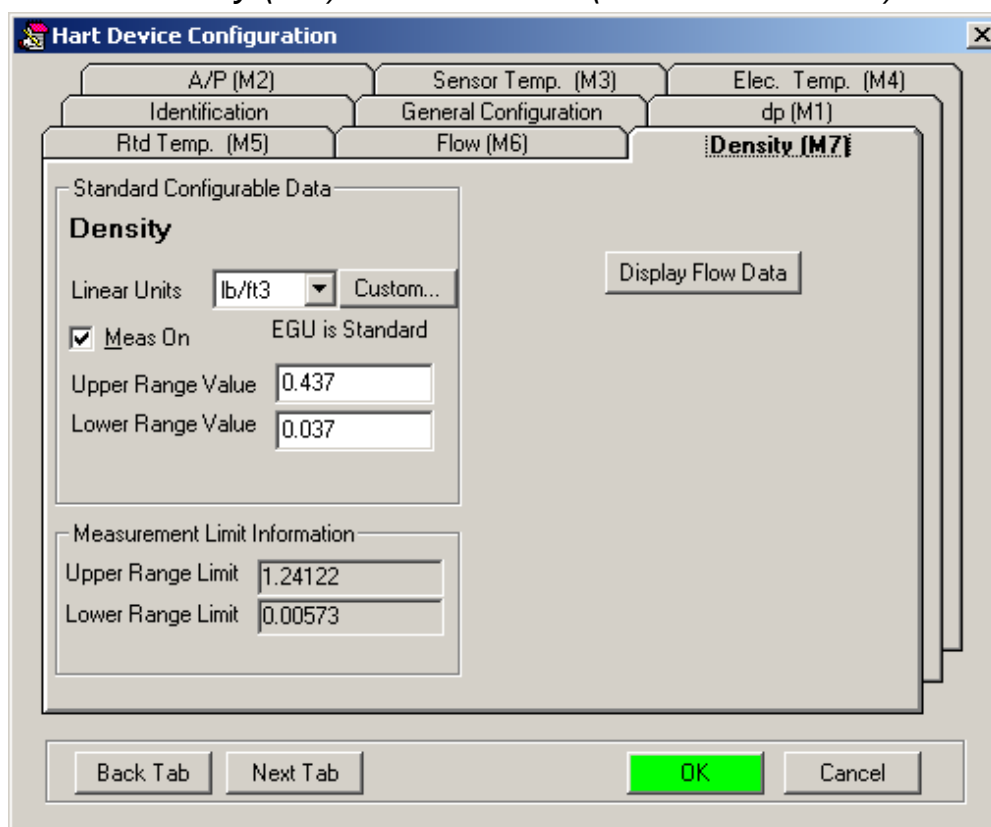 Hart Device Configuration
A/P (M2) Sensor Temp. (M3) Elec. Temp. (M4)
Identification General Configuration dp (M1)
Rtd Temp. (M5) Flow (M6) Density (M7)
Standard Configurable Data
Density
Linear Units lb/ft3 Custom...
Display Flow Data
Meas On EGU is Standard
Upper Range Value 0.437
Lower Range Value 0.037
Measurement Limit Information
Upper Range Limit 1.24122
Lower Range Limit 0.00573
Back Tab Next Tab OK Cancel